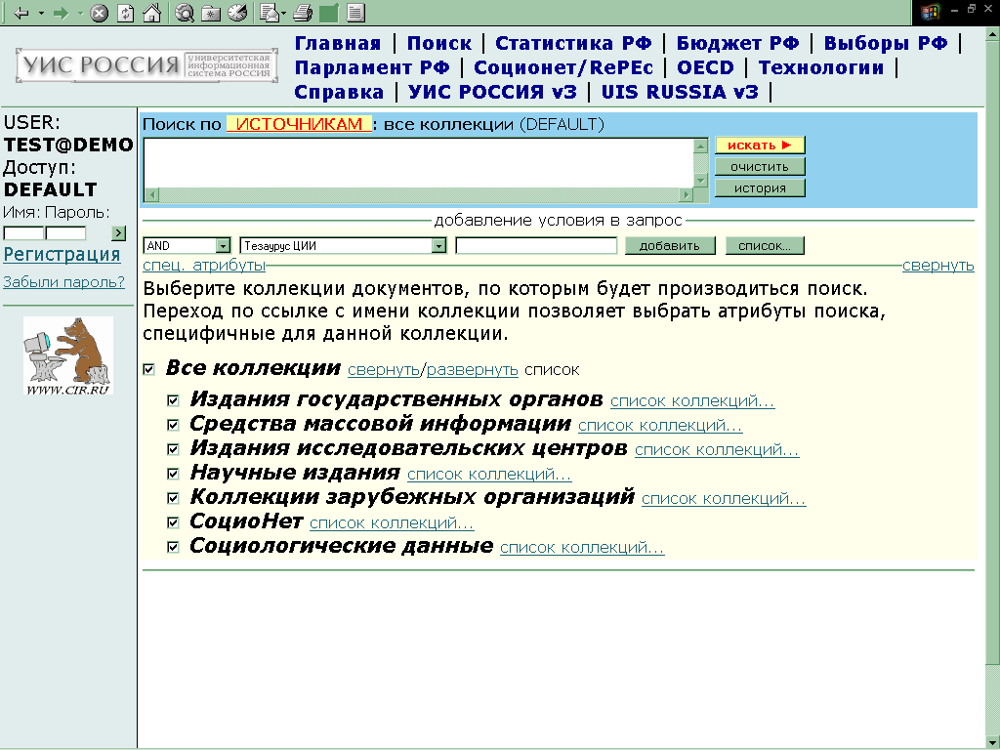 УИС РОССИЯ университетская информационная система РОССИЯ
Главная | Поиск | Статистика РФ | Бюджет РФ | Выборы РФ |
Парламент РФ | Соционет/RePEc | OECD | Технологии |
Справка | УИС РОССИЯ v3 | UIS RUSSIA v3 |
USER:
TEST@DEMO
Доступ:
DEFAULT
Имя: Пароль:
>
Регистрация
Забыли пароль?
WWW.CIR.RU
Поиск по ИСТОЧНИКАМ : все коллекции (DEFAULT)
искать ►
очистить
история
добавление условия в запрос
AND Тезаурус ЦИИ добавить список...
спец. атрибуты свернуть
Выберите коллекции документов, по которым будет производиться поиск.
Переход по ссылке с имени коллекции позволяет выбрать атрибуты поиска,
специфичные для данной коллекции.
Все коллекции свернуть/развернуть список
Издания государственных органов список коллекций...
Средства массовой информации список коллекций...
Издания исследовательских центров список коллекций...
Научные издания список коллекций...
Коллекции зарубежных организаций список коллекций...
СоциоНет список коллекций...
Социологические данные список коллекций...